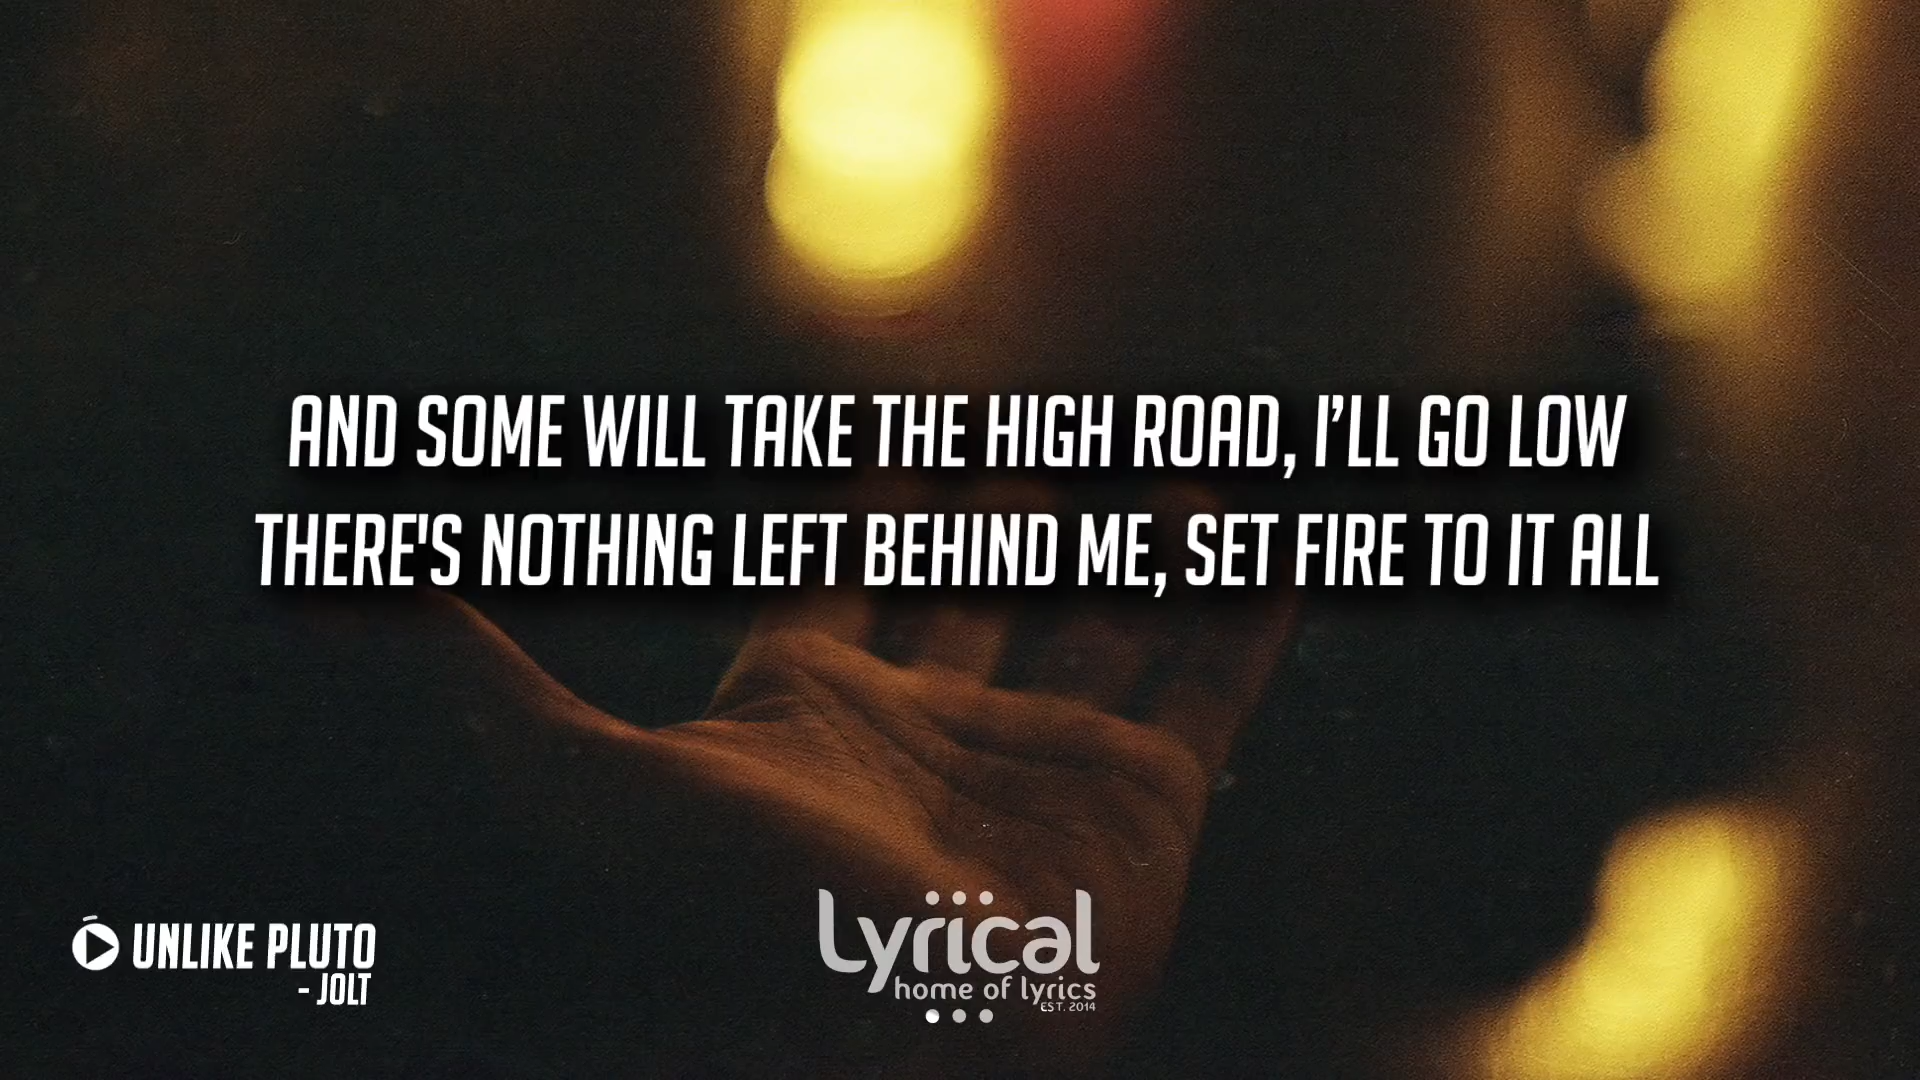 AND SOME WILL TAKE THE HIGH ROAD, I’LL GO LOW
THERE'S NOTHING LEFT BEHIND ME, SET FIRE TO IT ALL
UNLIKE PLUTO
- JOLT
Lyrical
home of lyrics
EST. 2014